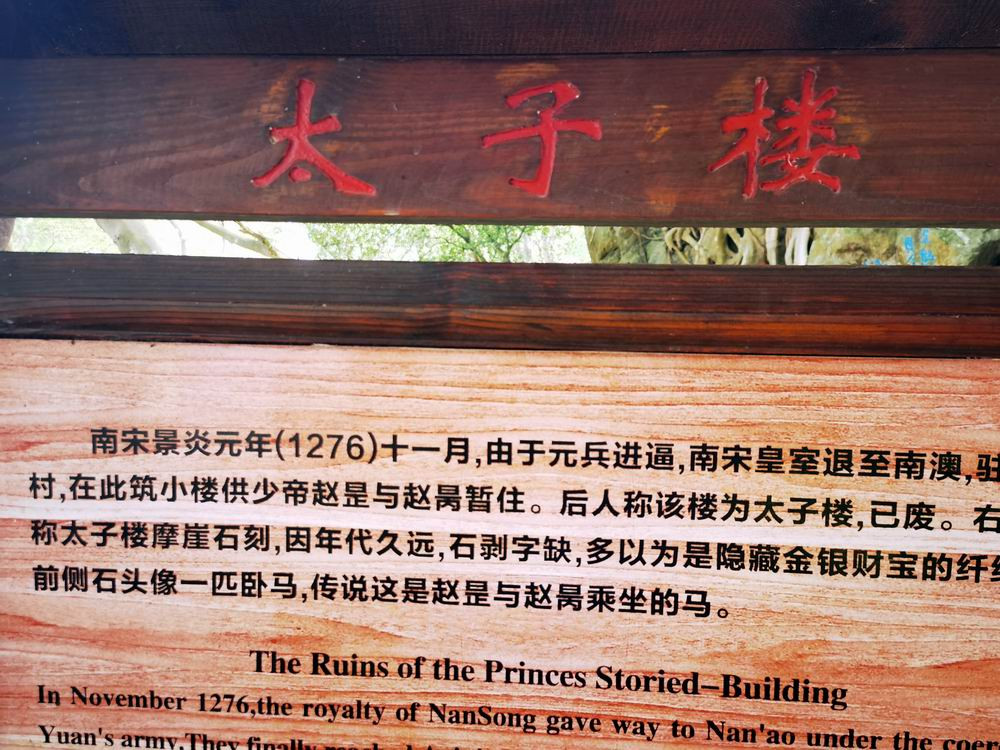 太子楼
南宋景炎元年(1276)十一月,由于元兵进逼,南宋皇室退至南澳,驻
村,在此筑小楼供少帝赵昰与赵昺暂住。后人称该楼为太子楼,已废。右
称太子楼摩崖石刻,因年代久远,石剥字缺,多以为是隐藏金银财宝的纤
前侧石头像一匹卧马,传说这是赵昰与赵昺乘坐的马。
The Ruins of the Princes Storied-Building
In November 1276,the royalty of NanSong gave way to Nan'ao under the
Yuan's army.They finally reached